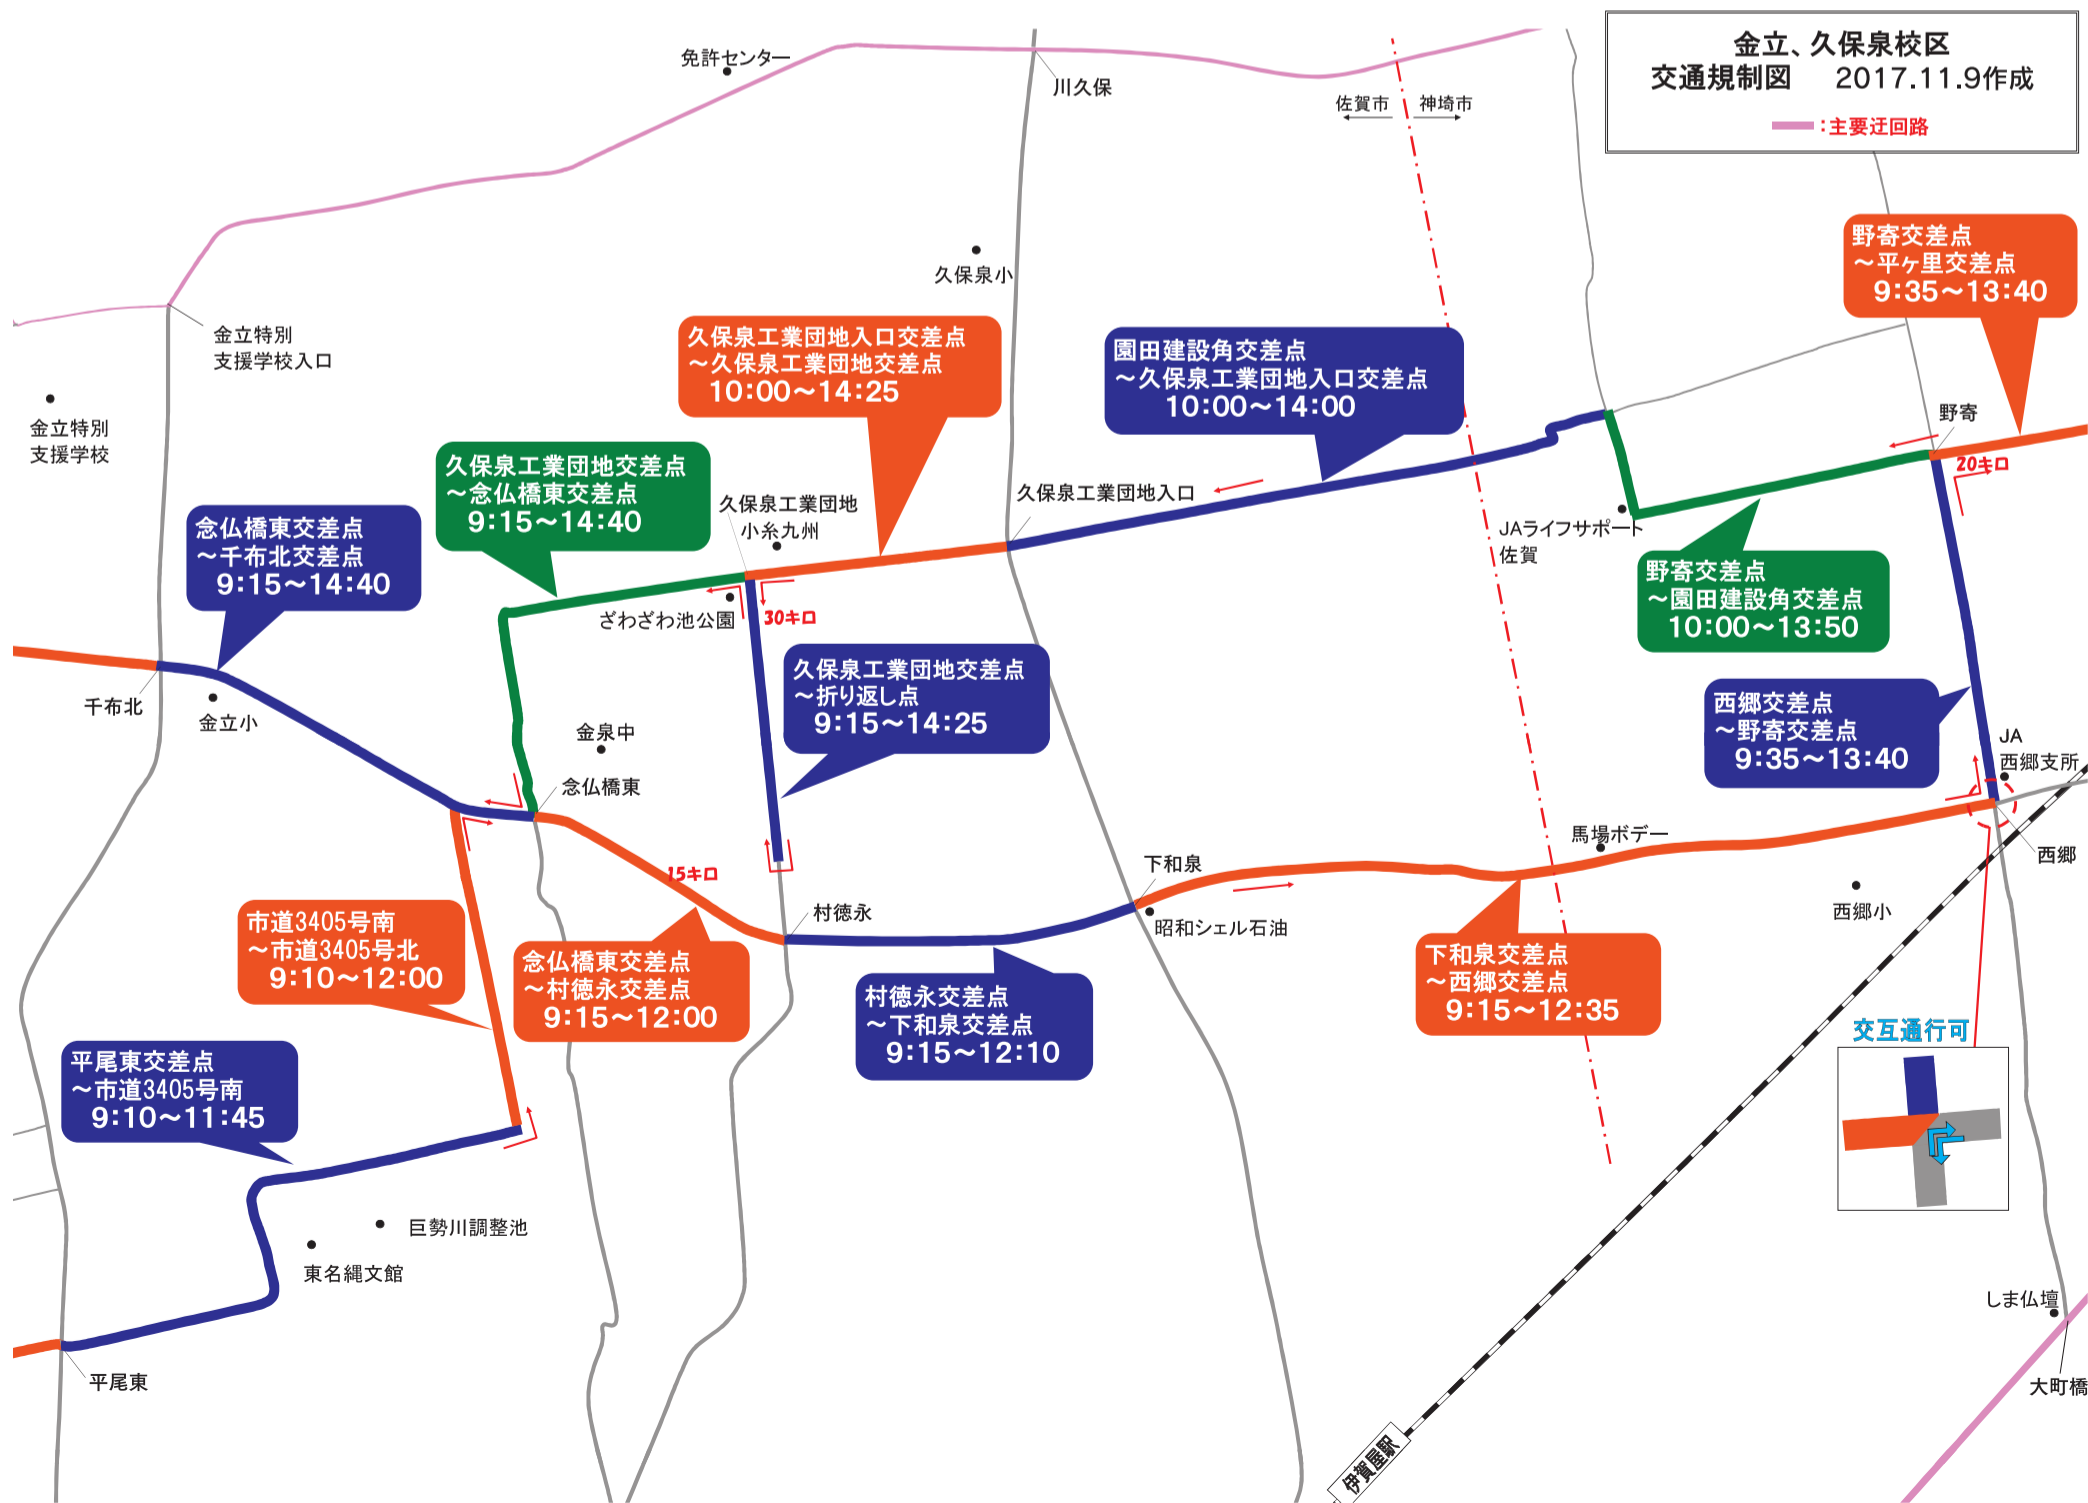 金立、久保泉校区
交通規制図　2017.11.9作成
：主要迂回路
免許センター
川久保
佐賀市
神埼市
野寄交差点
～平ヶ里交差点
9:35～13:40
久保泉小
金立特別
支援学校入口
金立特別
支援学校
久保泉工業団地入口交差点
～久保泉工業団地交差点
10:00～14:25
園田建設角交差点
～久保泉工業団地入口交差点
10:00～14:00
野寄
20キロ
久保泉工業団地交差点
～念仏橋東交差点
9:15～14:40
久保泉工業団地
小糸九州
久保泉工業団地入口
JAライフサポート
佐賀
念仏橋東交差点
～千布北交差点
9:15～14:40
野寄交差点
～園田建設角交差点
10:00～13:50
ざわざわ池公園
30キロ
久保泉工業団地交差点
～折り返し点
9:15～14:25
西郷交差点
～野寄交差点
9:35～13:40
千布北
金立小
金泉中
念仏橋東
JA
西郷支所
馬場ボデー
西郷
下和泉
15キロ
村徳永
昭和シェル石油
西郷小
市道3405号南
～市道3405号北
9:10～12:00
念仏橋東交差点
～村徳永交差点
9:15～12:00
村徳永交差点
～下和泉交差点
9:15～12:10
下和泉交差点
～西郷交差点
9:15～12:35
交互通行可
平尾東交差点
～市道3405号南
9:10～11:45
巨勢川調整池
東名縄文館
しま仏壇
平尾東
大町橋
伊賀屋駅